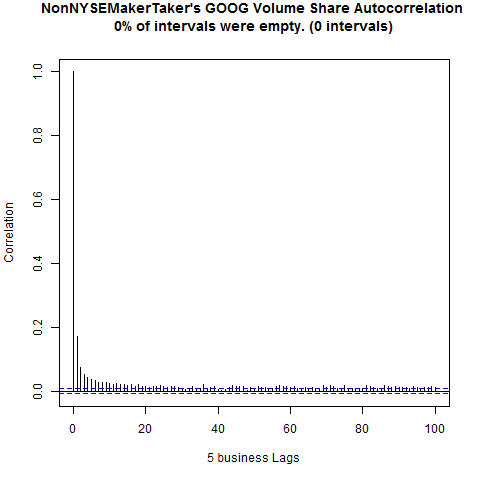 NonNYSEMakerTaker's GOOG Volume Share Autocorrelation
0% of intervals were empty. (0 intervals)
Correlation
1.0
0.8
0.6
0.4
0.2
0.0
0 20 40 60 80 100
5 business Lags